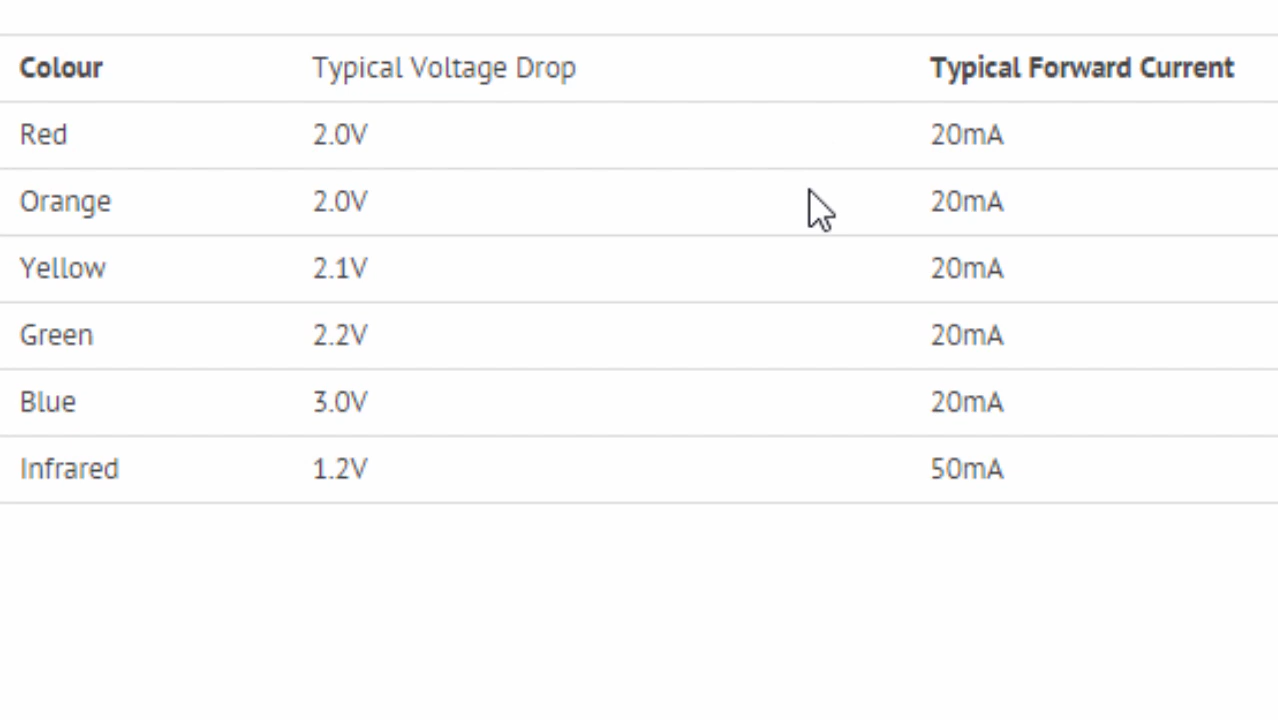 Colour Typical Voltage Drop Typical Forward Current
Red 2.0V 20mA
Orange 2.0V 20mA
Yellow 2.1V 20mA
Green 2.2V 20mA
Blue 3.0V 20mA
Infrared 1.2V 50mA